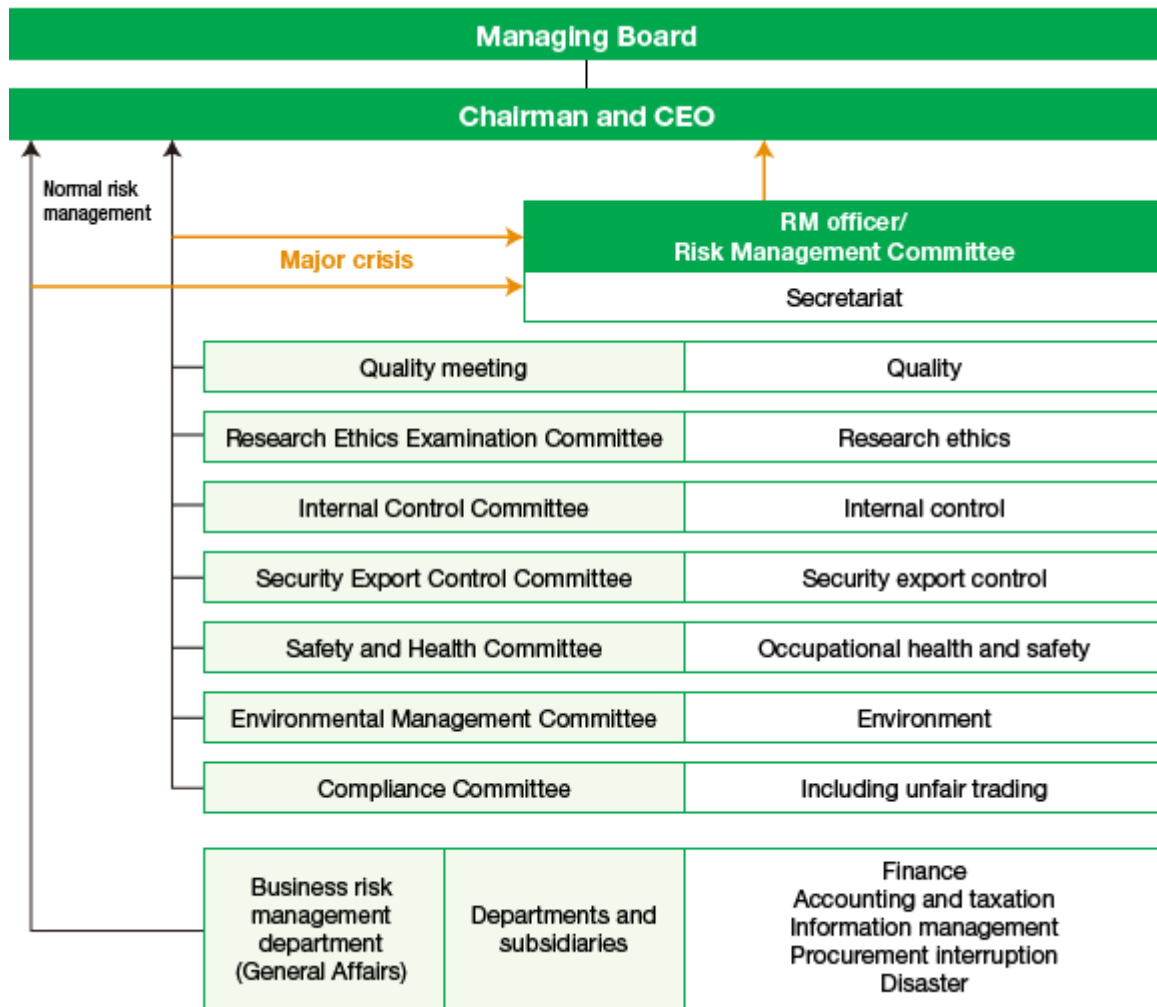 Managing Board
Chairman and CEO
Normal risk
management
RM officer/
Risk Management Committee
Major crisis
Secretariat
Quality meeting
Quality
Research Ethics Examination Committee
Research ethics
Internal Control Committee
Internal control
Security Export Control Committee
Security export control
Safety and Health Committee
Occupational health and safety
Environmental Management Committee
Environment
Compliance Committee
Including unfair trading
Business risk
management
department
(General Affairs)
Departments and
subsidiaries
Finance
Accounting and taxation
Information management
Procurement interruption
Disaster